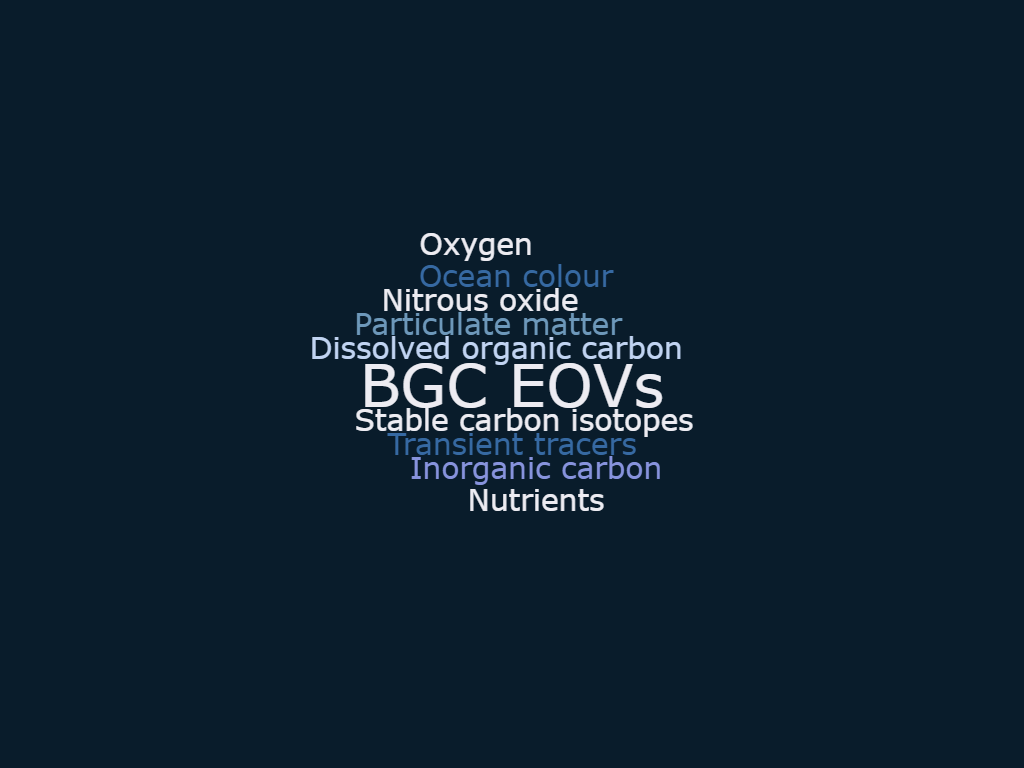 Oxygen
Ocean colour
Nitrous oxide
Particulate matter
Dissolved organic carbon
BGC EOVs
Stable carbon isotopes
Transient tracers
Inorganic carbon
Nutrients